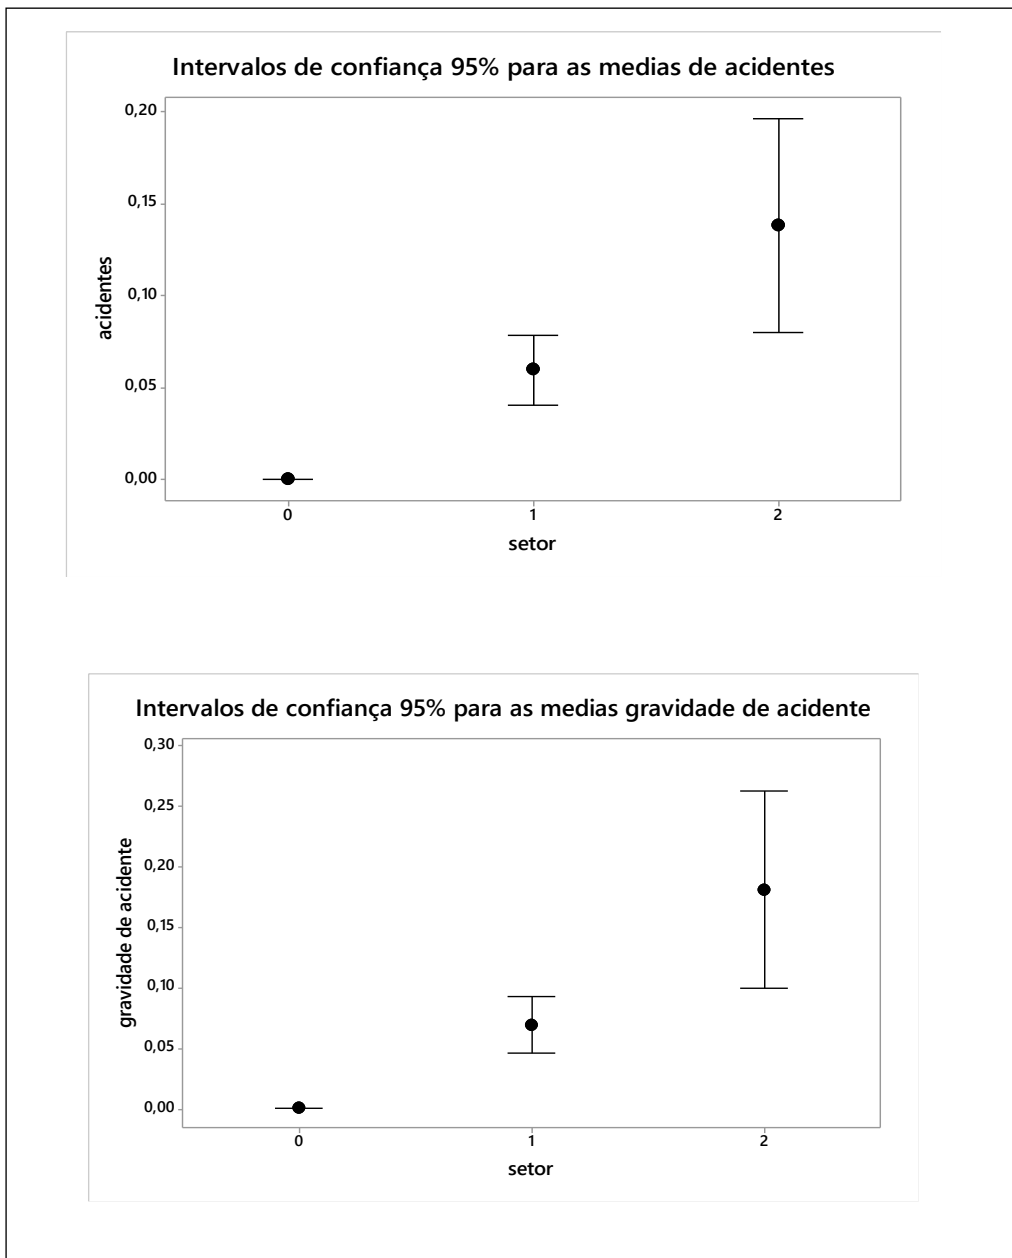 Intervalos de confiança 95% para as medias de acidentes
0,20
0,15
0,10
0,05
0,00
acidentes
0 1 2
setor
Intervalos de confiança 95% para as medias gravidade de acidente
0,30
0,25
0,20
0,15
0,10
0,05
0,00
gravidade de acidente
0 1 2
setor